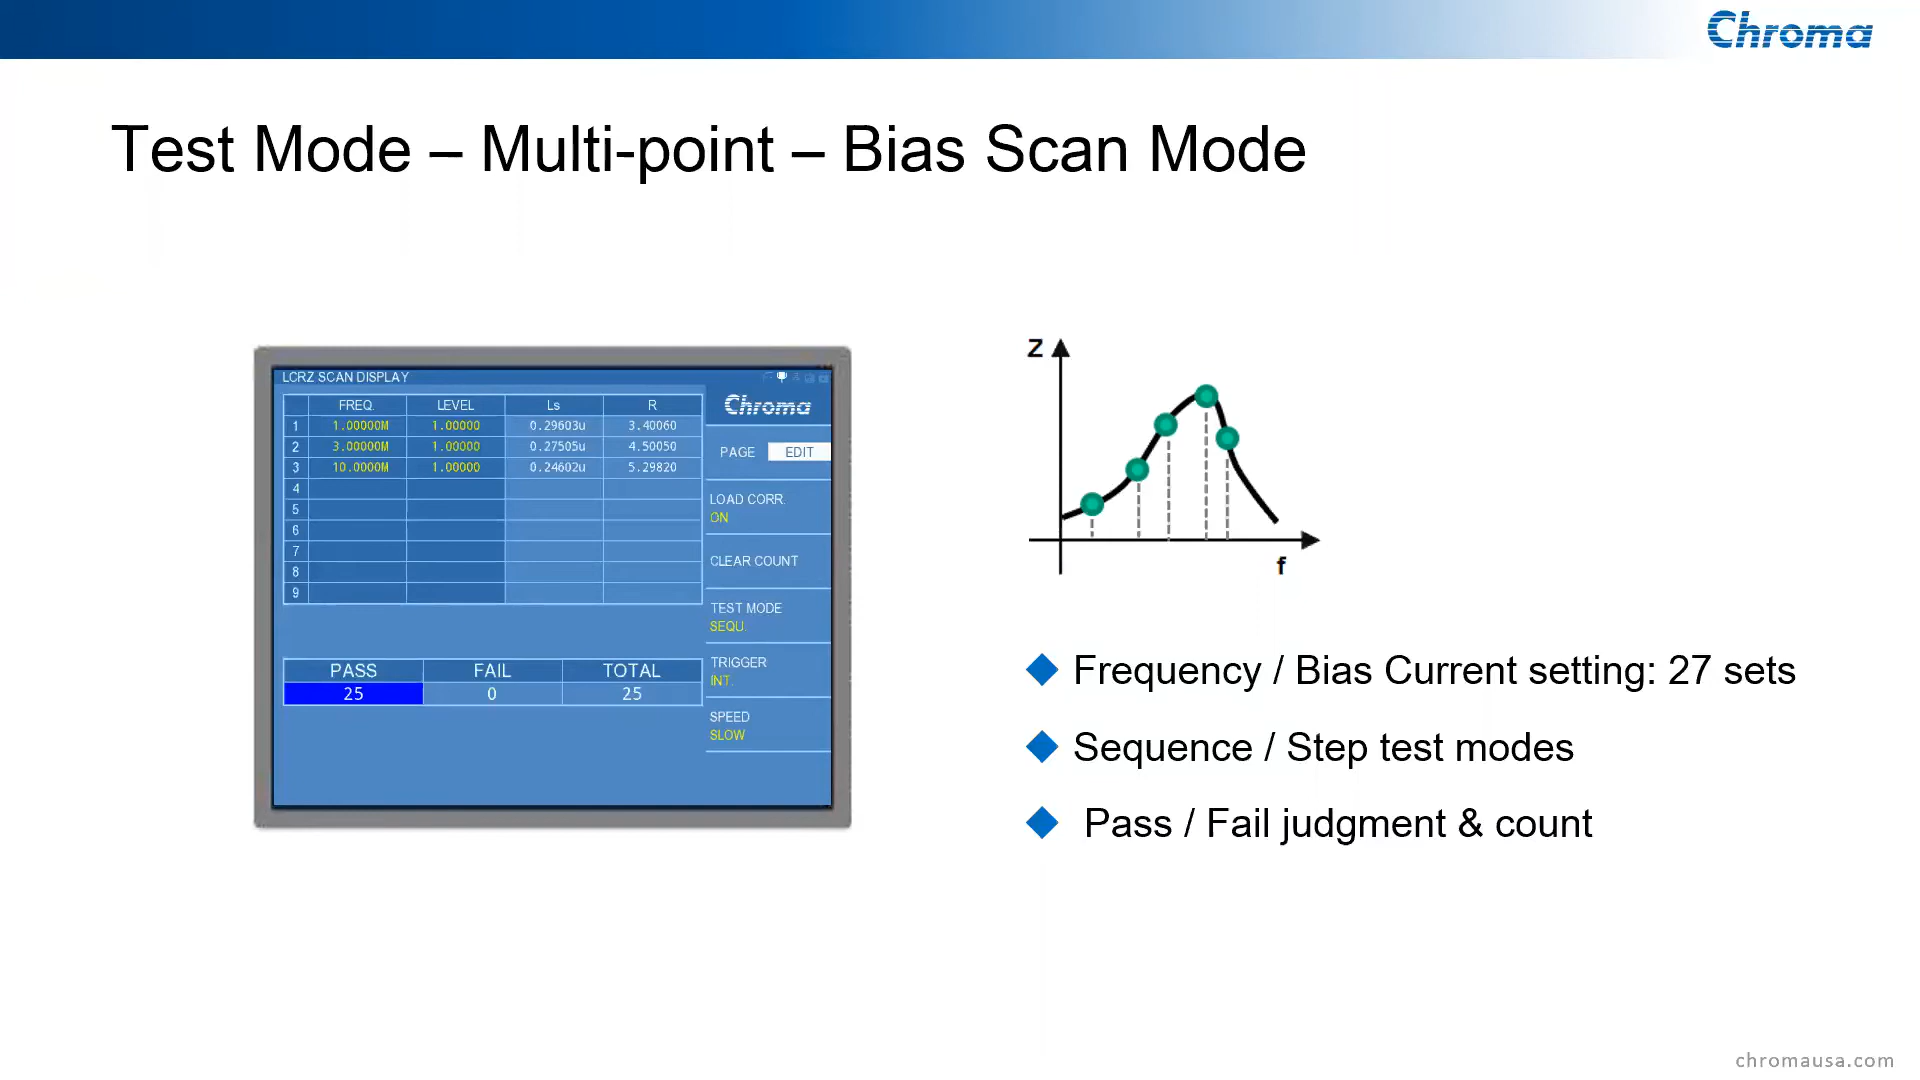 Chroma
Test Mode – Multi-point – Bias Scan Mode
LCRZ SCAN DISPLAY
FREQ. LEVEL Ls R
1 1.00000M 1.00000 0.29603u 3.40060
2 3.00000M 1.00000 0.27505u 4.50050
3 10.0000M 1.00000 0.24602u 5.29820
4
5
6
7
8
9
PASS FAIL TOTAL
25 0 25
Chroma
PAGE EDIT
LOAD CORR.
ON
CLEAR COUNT
TEST MODE
SEQU.
TRIGGER
INT.
SPEED
SLOW
Z
f
Frequency / Bias Current setting: 27 sets
Sequence / Step test modes
Pass / Fail judgment & count
chromausa.com